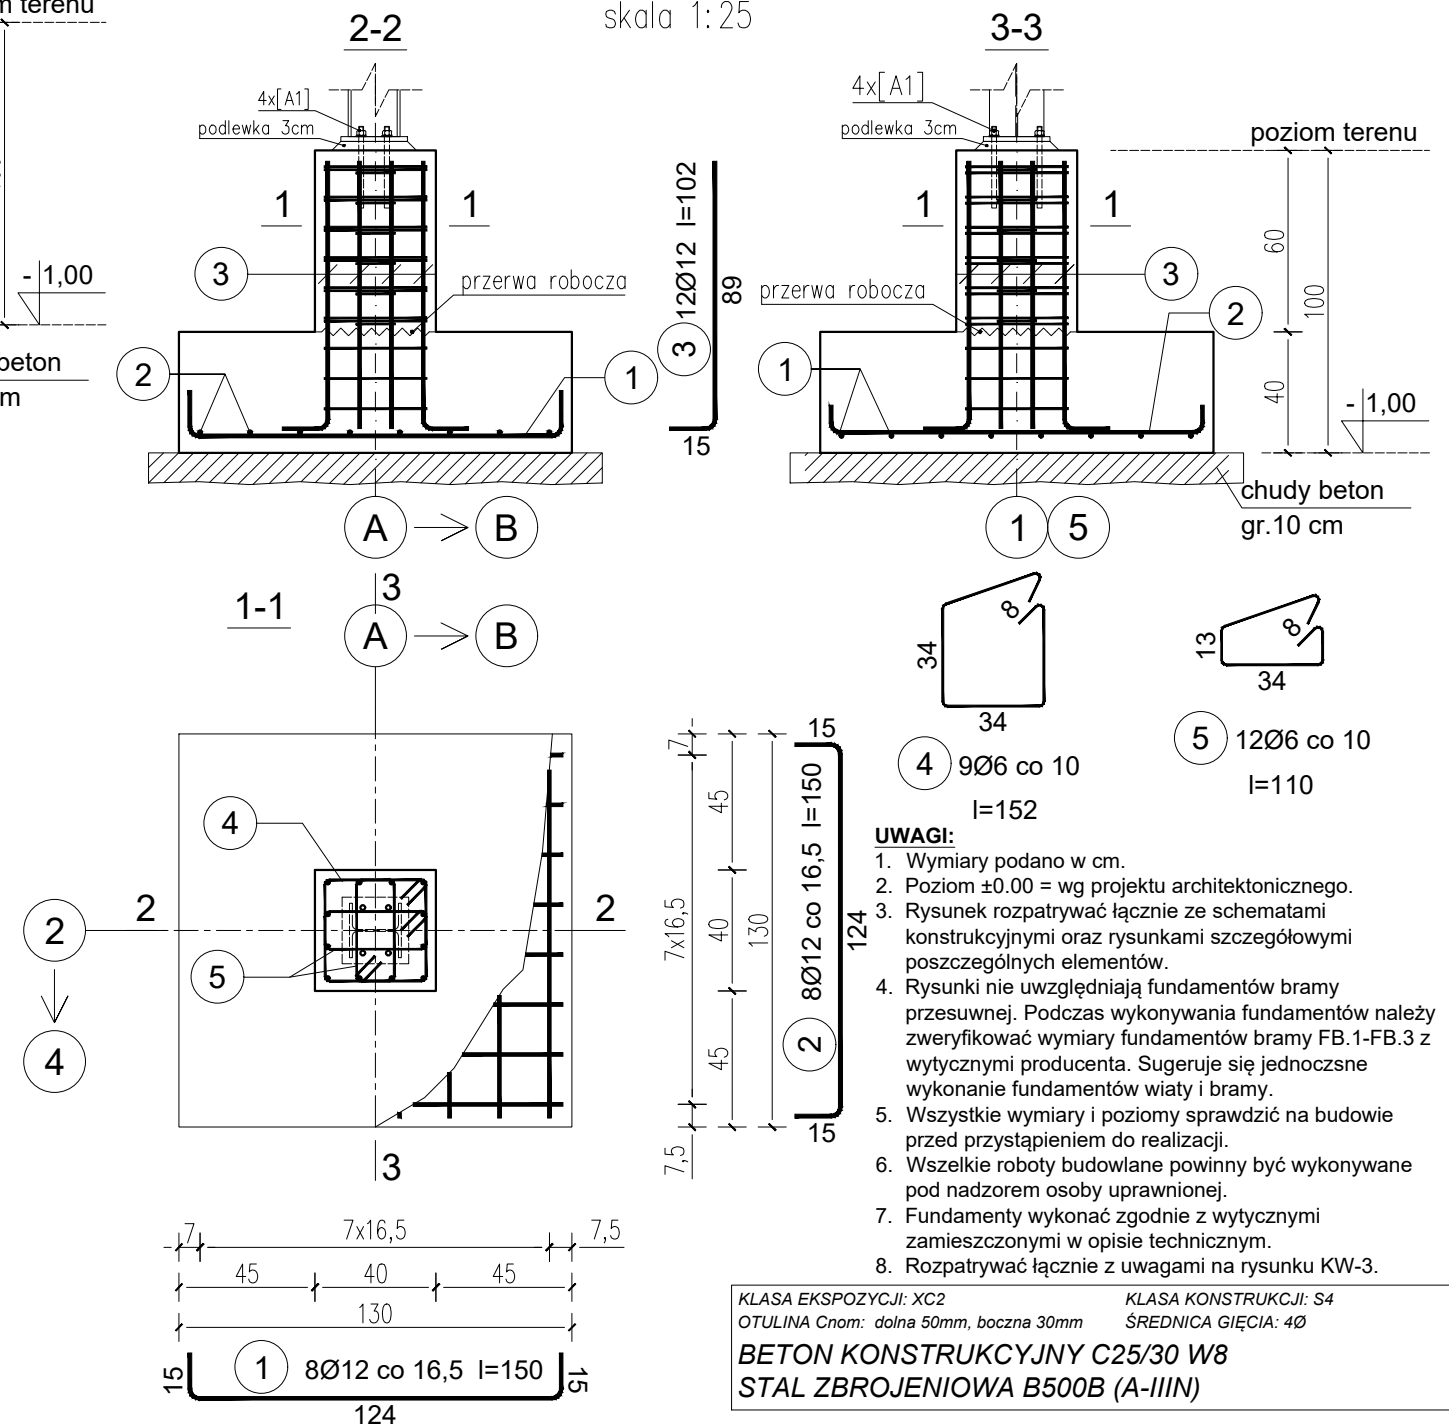 m terenu
skala 1:25
2-2
3-3
4x[A1]
podlewka 3cm
4x[A1]
podlewka 3cm
poziom terenu
1
1
1
1
3
3
- 1,00
przerwa robocza
przerwa robocza
3 12Ø12 l=102
89
15
60
40
100
2
1
1
2
beton
m
- 1,00
chudy beton
gr.10 cm
A
B
1
5
1-1
3
A
B
8
34
34
8
13
34
4 9Ø6 co 10
l=152
5 12Ø6 co 10
l=110
4
5
2
2
2
4
3
7
7x16,5
7,5
45
40
45
130
15
2 8Ø12 co 16,5 l=150
124
15
7
7x16,5
7,5
45
40
45
130
15
1 8Ø12 co 16,5 l=150
15
124
UWAGI:
1. Wymiary podano w cm.
2. Poziom ±0.00 = wg projektu architektonicznego.
3. Rysunek rozpatrywać łącznie ze schematami
konstrukcyjnymi oraz rysunkami szczegółowymi
poszczególnych elementów.
4. Rysunki nie uwzględniają fundamentów bramy
przesuwnej. Podczas wykonywania fundamentów należy
zweryfikować wymiary fundamentów bramy FB.1-FB.3 z
wytycznymi producenta. Sugeruje się jednoczsne
wykonanie fundamentów wiaty i bramy.
5. Wszystkie wymiary i poziomy sprawdzić na budowie
przed przystąpieniem do realizacji.
6. Wszelkie roboty budowlane powinny być wykonywane
pod nadzorem osoby uprawnionej.
7. Fundamenty wykonać zgodnie z wytycznymi
zamieszczonymi w opisie technicznym.
8. Rozpatrywać łącznie z uwagami na rysunku KW-3.
KLASA EKSPOZYCJI: XC2 KLASA KONSTRUKCJI: S4
OTULINA Cnom: dolna 50mm, boczna 30mm ŚREDNICA GIĘCIA: 4Ø
BETON KONSTRUKCYJNY C25/30 W8
STAL ZBROJENIOWA B500B (A-IIIN)